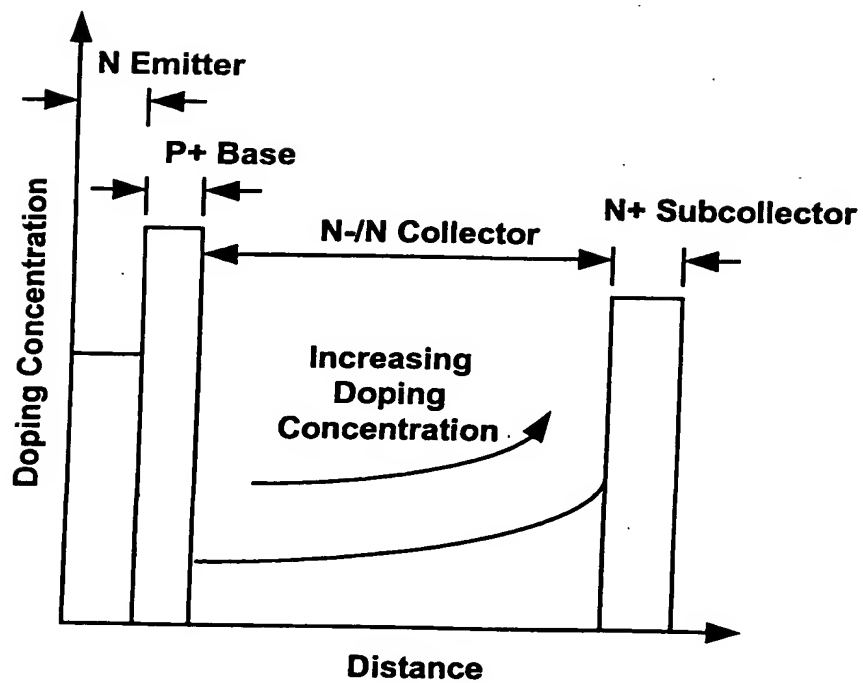 N Emitter
P+ Base
N+ Subcollector
N-/N Collector
Increasing
Doping
Concentration
Doping Concentration
Distance